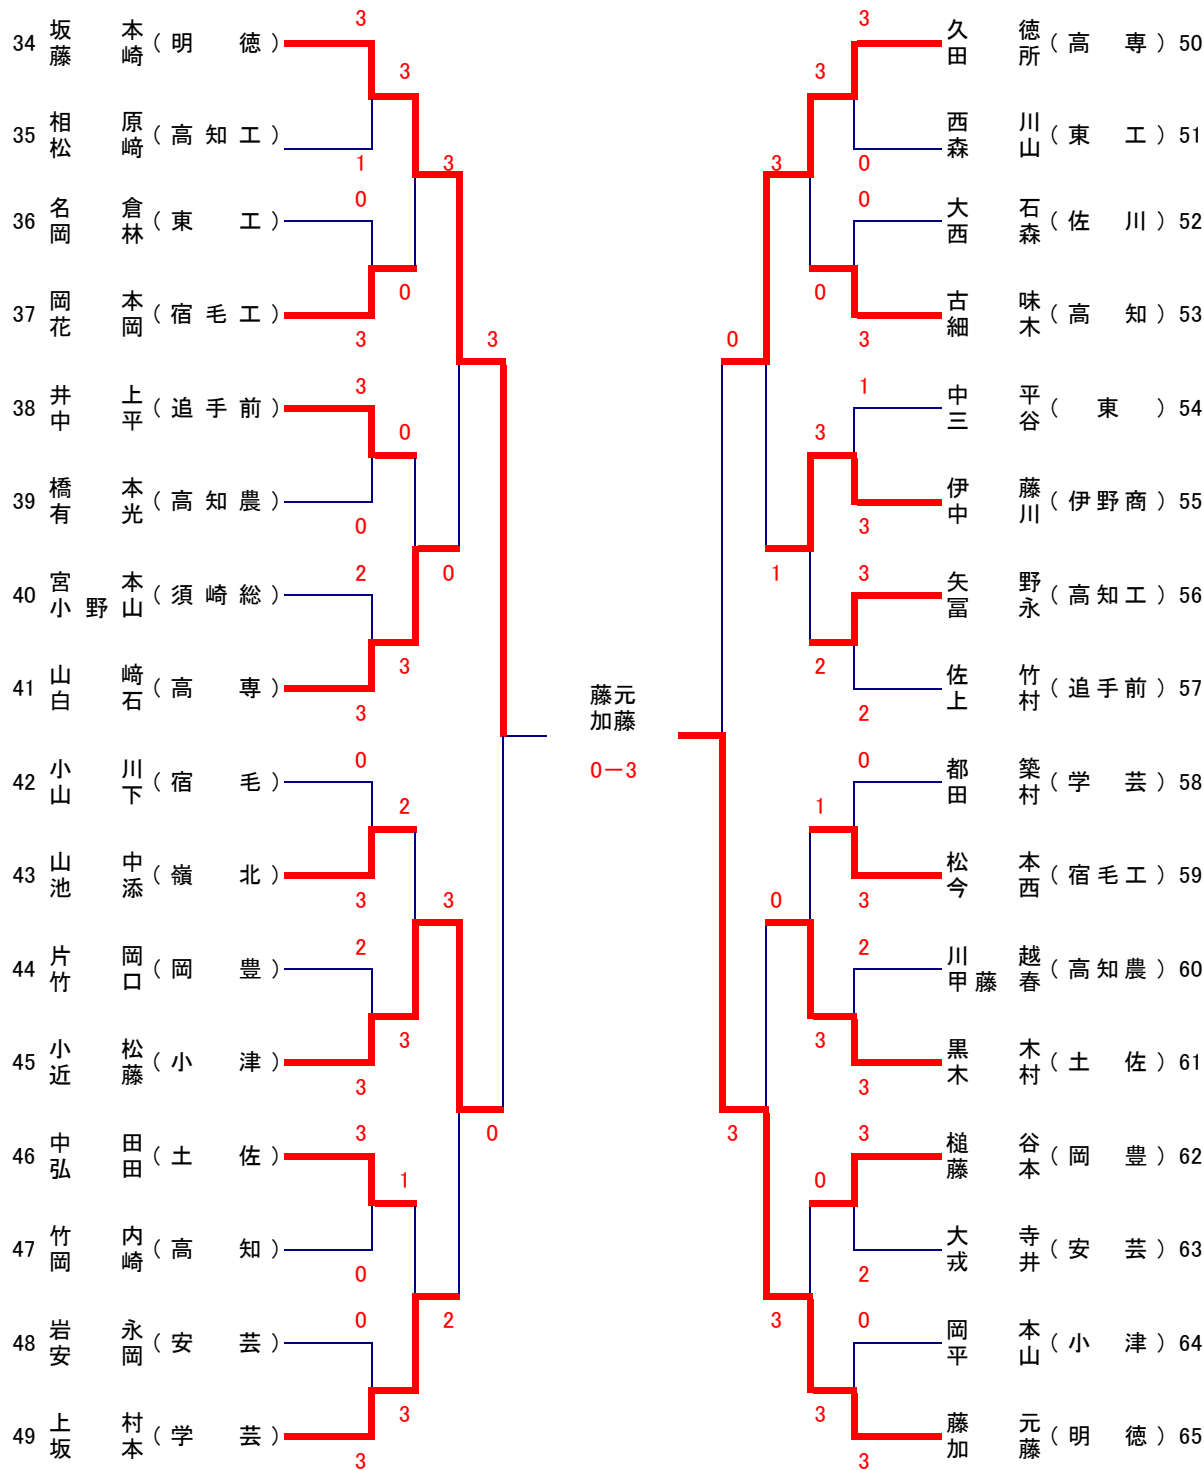 34 坂本 藤崎 (明徳) 3
35 相原 松﨑 (高知工) 1
36 名倉 岡林 (東工) 0
37 岡本 花岡 (宿毛工) 3
38 井上 中平 (追手前) 3
39 橋本 有光 (高知農) 0
40 宮本 小野山 (須崎総) 2
41 山﨑 白石 (高専) 3
42 小川 山下 (宿毛) 0
43 山中 池添 (嶺北) 3
44 片岡 竹口 (岡豊) 2
45 小松 近藤 (小津) 3
46 中田 弘田 (土佐) 3
47 竹内 岡崎 (高知) 0
48 岩永 安岡 (安芸) 0
49 上村 坂本 (学芸) 3
3
0
0
3
2
3
1
3
3
0
3
2
3
0
藤元
加藤
0－3
0
3
3
1
0
3
3
0
3
2
1
3
0
3
3 久徳 田所 (高専) 50
0 西川 森山 (東工) 51
0 大石 西森 (佐川) 52
3 古味 細木 (高知) 53
1 中平 三谷 (東) 54
3 伊藤 中川 (伊野商) 55
3 矢野 冨永 (高知工) 56
2 佐竹 上村 (追手前) 57
0 都築 田村 (学芸) 58
3 松本 今西 (宿毛工) 59
2 川越 甲藤春 (高知農) 60
3 黒木 木村 (土佐) 61
3 槌谷 藤本 (岡豊) 62
2 大寺 戎井 (安芸) 63
0 岡本 平山 (小津) 64
3 藤元 加藤 (明徳) 65